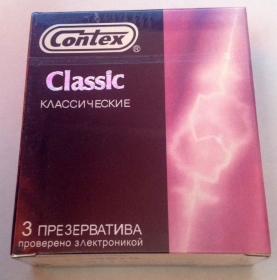 Contex®
Classic
КЛАССИЧЕСКИЕ
3 ПРЕЗЕРВАТИВА
проверено электроникой